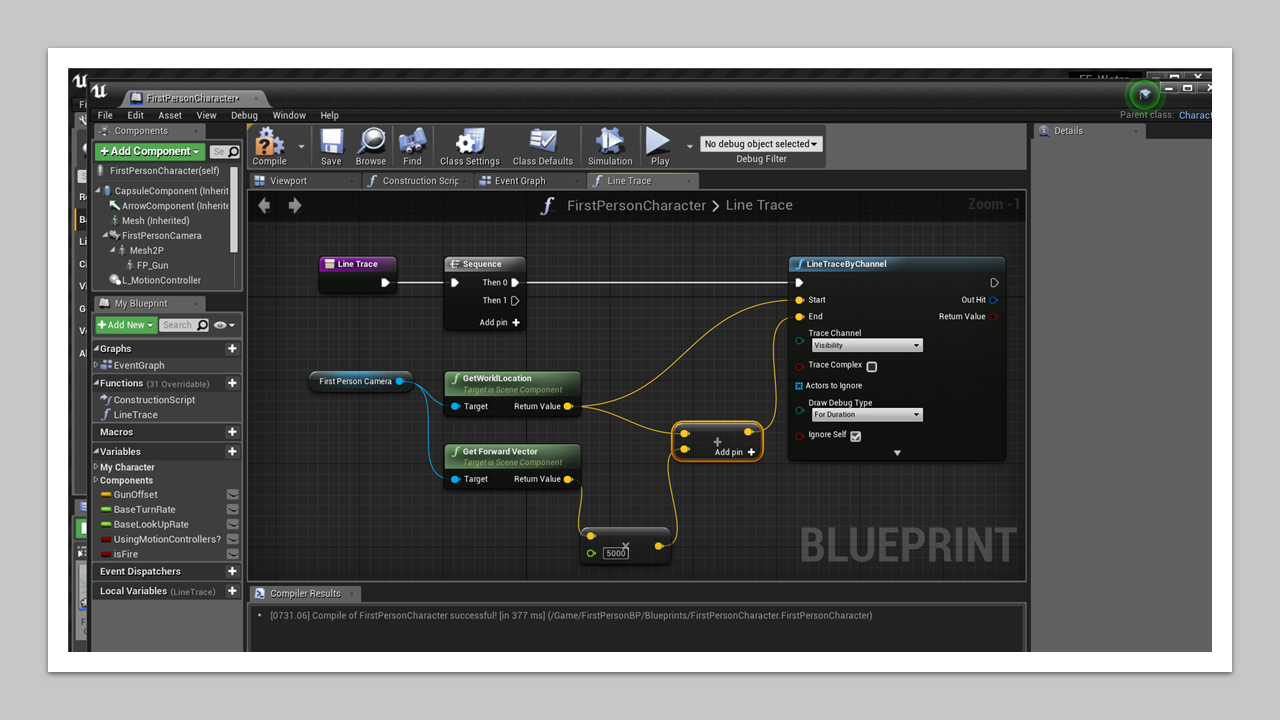 FirstPersonCharacter*
File Edit Asset View Debug Window Help
Parent class: Charac
Components
+ Add Component
Se
FirstPersonCharacter(self)
CapsuleComponent (Inherit
ArrowComponent (Inherite
Mesh (Inherited)
FirstPersonCamera
Mesh2P
FP_Gun
L_MotionController
My Blueprint
+ Add New
Search
Graphs
EventGraph
Functions (31 Overridable)
ConstructionScript
LineTrace
Macros
Variables
My Character
Components
GunOffset
BaseTurnRate
BaseLookUpRate
UsingMotionControllers?
isFire
Event Dispatchers
Local Variables (LineTrace)
Compile Save Browse Find Class Settings Class Defaults Simulation Play
No debug object selected
Debug Filter
Viewport Construction Scrip Event Graph Line Trace
FirstPersonCharacter > Line Trace
Zoom -1
Line Trace
Sequence
Then 0
Then 1
Add pin +
First Person Camera
GetWorldLocation
Target is Scene Component
Target Return Value
Get Forward Vector
Target is Scene Component
Target Return Value
5000
×
+
Add pin +
LineTraceByChannel
Start Out Hit
End Return Value
Trace Channel
Visibility
Trace Complex
Actors to Ignore
Draw Debug Type
For Duration
Ignore Self
BLUEPRINT
Compiler Results
[0731.06] Compile of FirstPersonCharacter successful! [in 377 ms] (/Game/FirstPersonBP/Blueprints/FirstPersonCharacter.FirstPersonCharacter)
Details